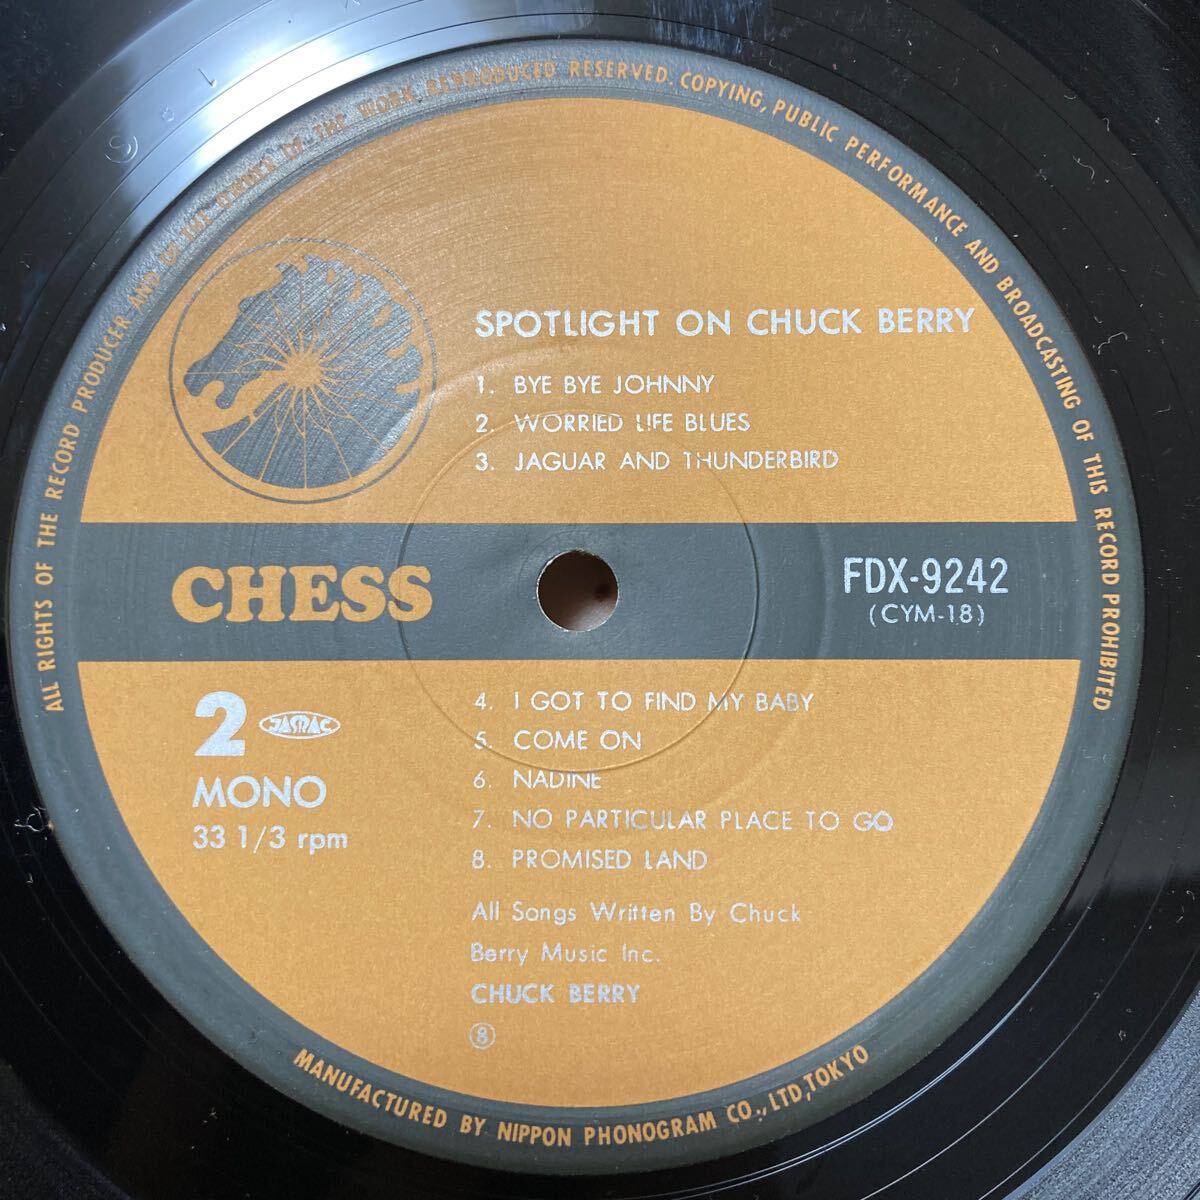 ALL RIGHTS OF THE RECORD PRODUCER AND OF THE OWNER OF THE WORK REPRODUCED RESERVED. COPYING, PUBLIC PERFORMANCE AND BROADCASTING OF THIS RECORD PROHIBITED
SPOTLIGHT ON CHUCK BERRY
1. BYE BYE JOHNNY
2. WORRIED LIFE BLUES
3. JAGUAR AND THUNDERBIRD
CHESS
FDX-9242
(CYM-18)
2 JASRAC
MONO
33 1/3 rpm
4. I GOT TO FIND MY BABY
5. COME ON
6. NADINE
7. NO PARTICULAR PLACE TO GO
8. PROMISED LAND
All Songs Written By Chuck
Berry Music Inc.
CHUCK BERRY
⑧
MANUFACTURED BY NIPPON PHONOGRAM CO., LTD, TOKYO